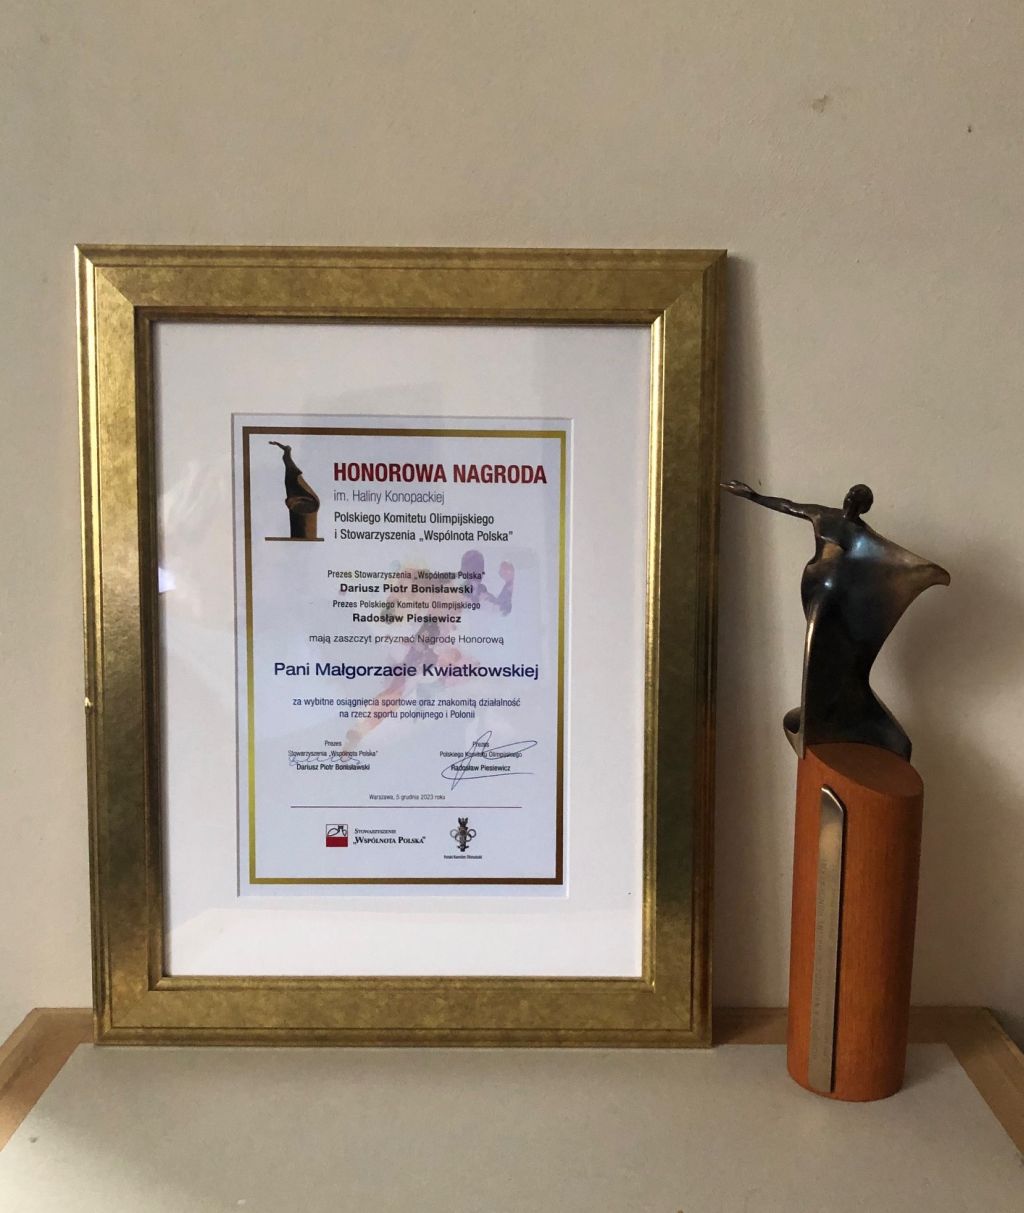 HONOROWA NAGRODA
im. Haliny Konopackiej
Polskiego Komitetu Olimpijskiego
i Stowarzyszenia „Wspólnota Polska"
Prezes Stowarzyszenia „Wspólnota Polska"
Dariusz Piotr Bonisławski
Prezes Polskiego Komitetu Olimpijskiego
Radosław Piesiewicz
mają zaszczyt przyznać Nagrodę Honorową
Pani Małgorzacie Kwiatkowskiej
za wybitne osiągnięcia sportowe oraz znakomitą działalność
na rzecz sportu polonijnego i Polonii
Prezes
Stowarzyszenia „Wspólnota Polska"
Dariusz Piotr Bonisławski
Prezes
Polskiego Komitetu Olimpijskiego
Radosław Piesiewicz
Warszawa, 5 grudnia 2023 roku
STOWARZYSZENIE
„WSPÓLNOTA POLSKA"
Polski Komitet Olimpijski